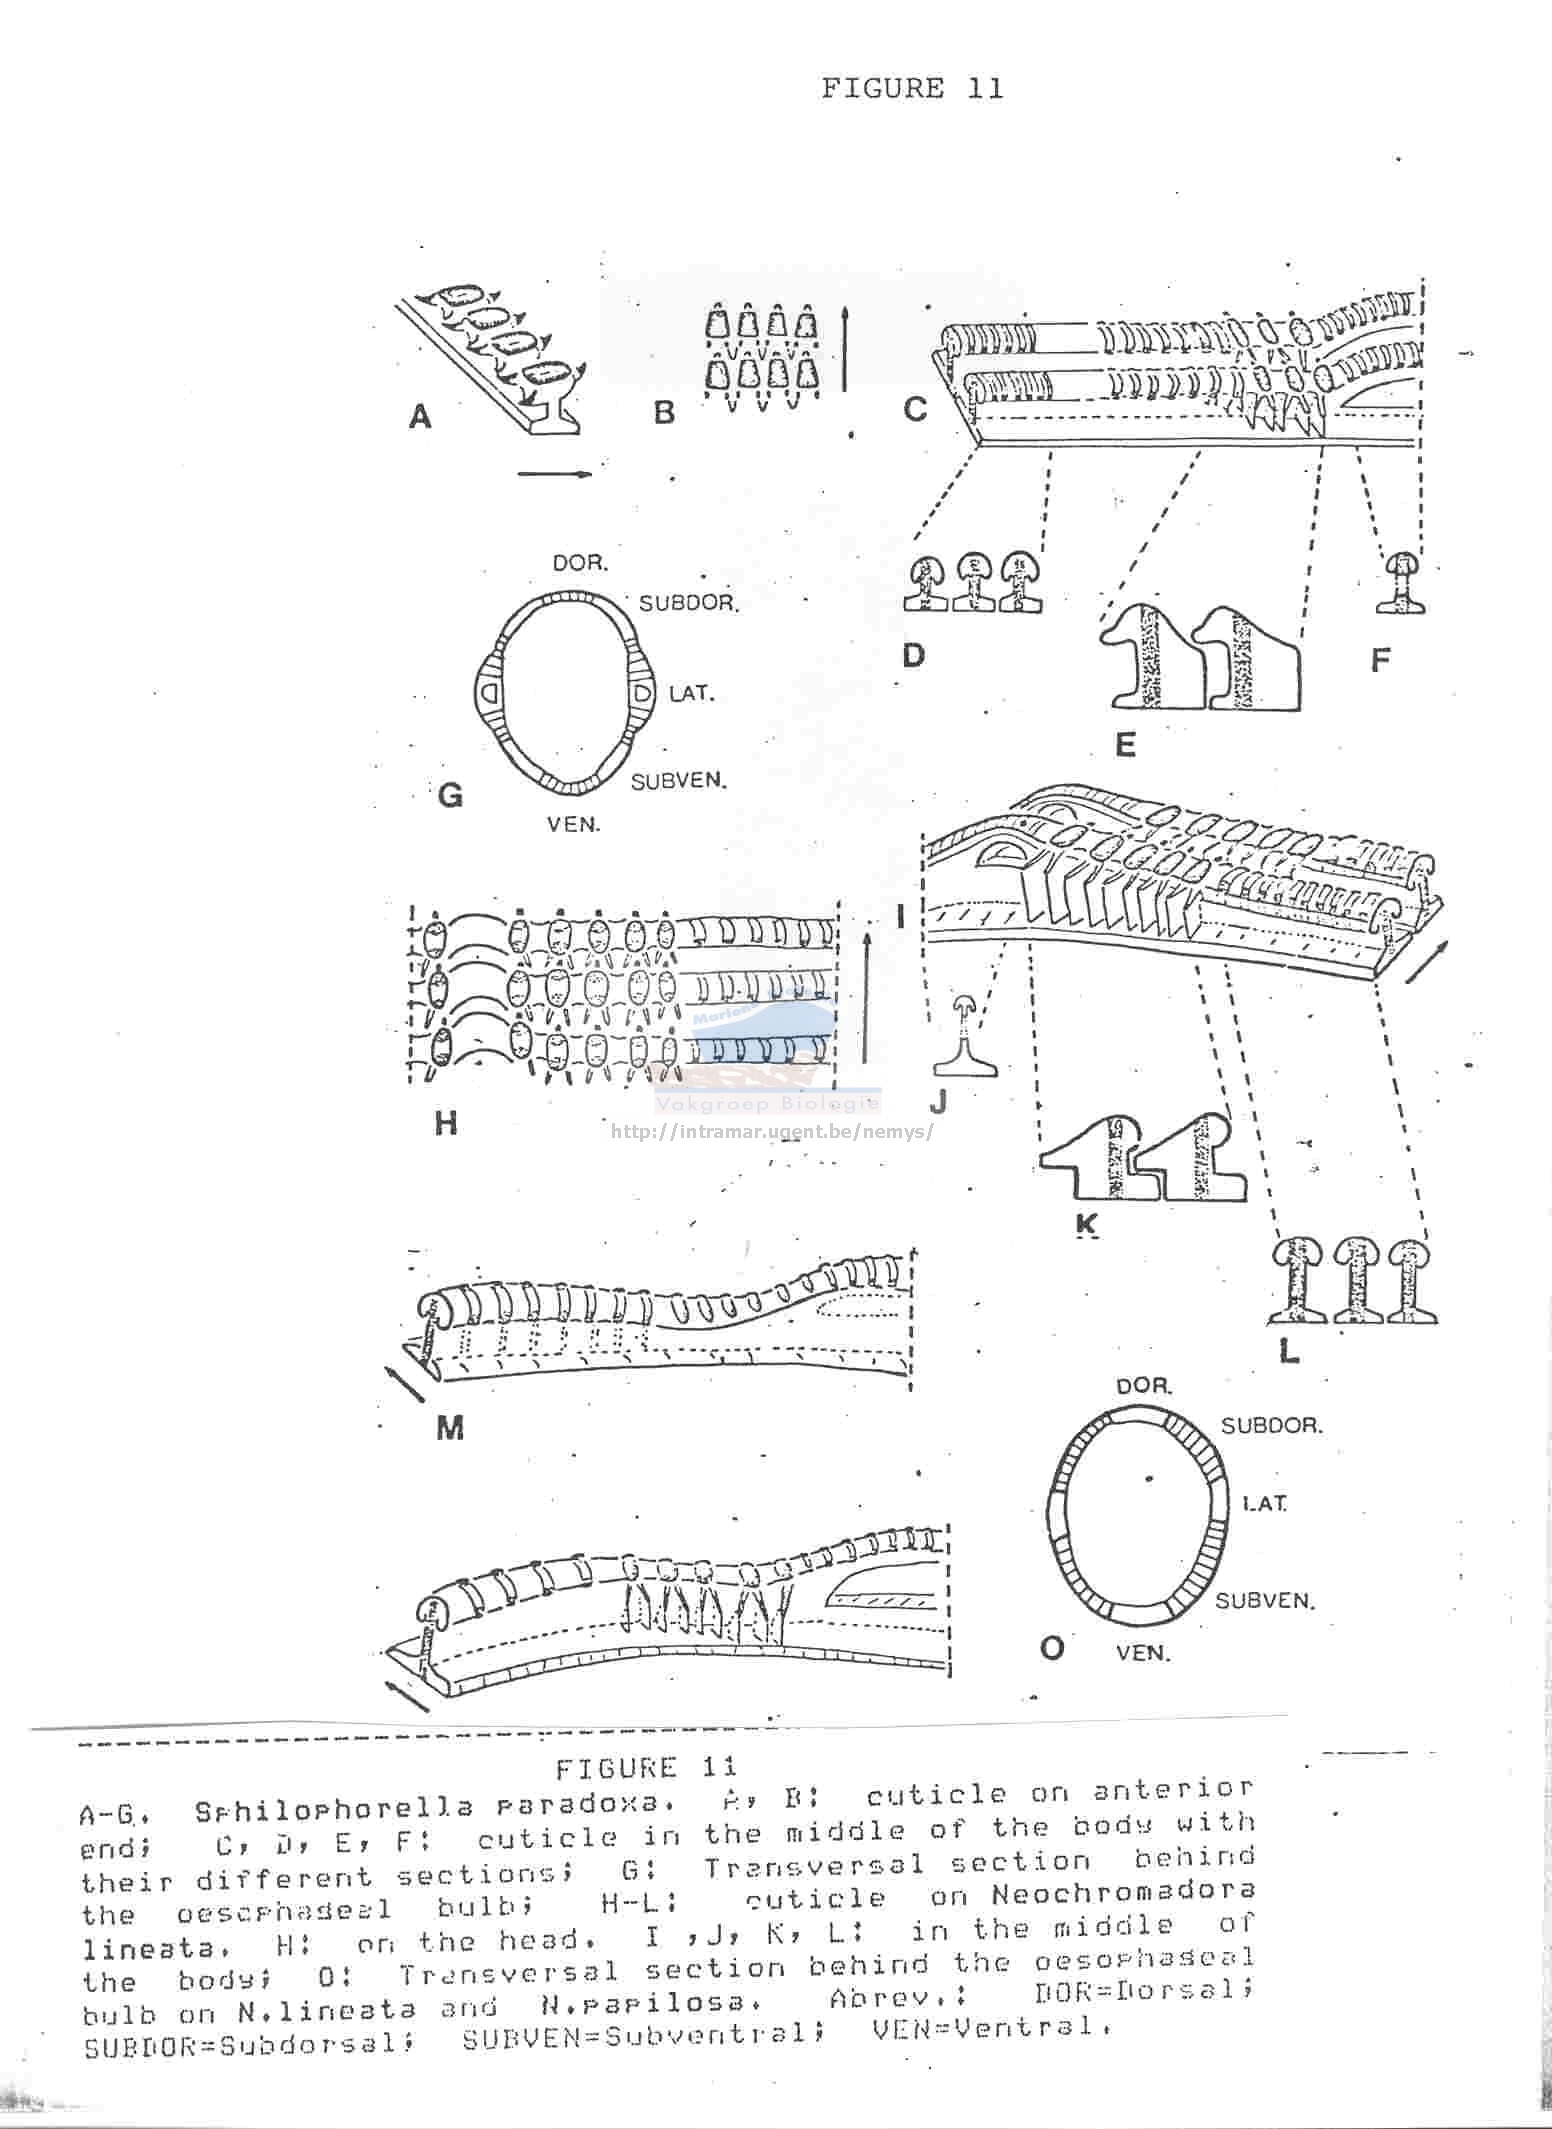 FIGURE 11
A
B
C
DOR.
SUBDOR.
LAT.
SUBVEN.
VEN.
G
D
E
F
H
I
J
K
L
Vakgroep Biologie
http://intramar.ugent.be/nemys/
M
DOR.
SUBDOR.
LAT.
SUBVEN.
VEN.
O
FIGURE 11
A-G. Sphilophorella paradoxa. A, B: cuticle on anterior
end; C, D, E, F: cuticle in the middle of the body with
their different sections; G: Transversal section behind
the oesophageal bulb; H-L: cuticle on Neochromadora
lineata. H: on the head. I ,J, K, L: in the middle of
the body; O: Transversal section behind the oesophageal
bulb on N.lineata and N.papilosa. Abrev.: DOR=Dorsal;
SUBDOR=Subdorsal; SUBVEN=Subventral; VEN=Ventral.